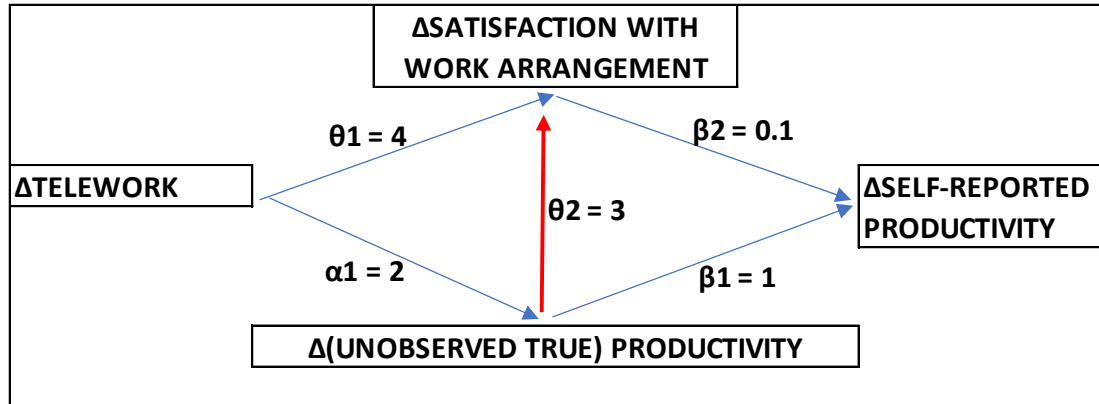 ΔSATISFACTION WITH
WORK ARRANGEMENT
θ1 = 4
β2 = 0.1
ΔTELEWORK
ΔSELF-REPORTED
PRODUCTIVITY
θ2 = 3
α1 = 2
β1 = 1
Δ(UNOBSERVED TRUE) PRODUCTIVITY